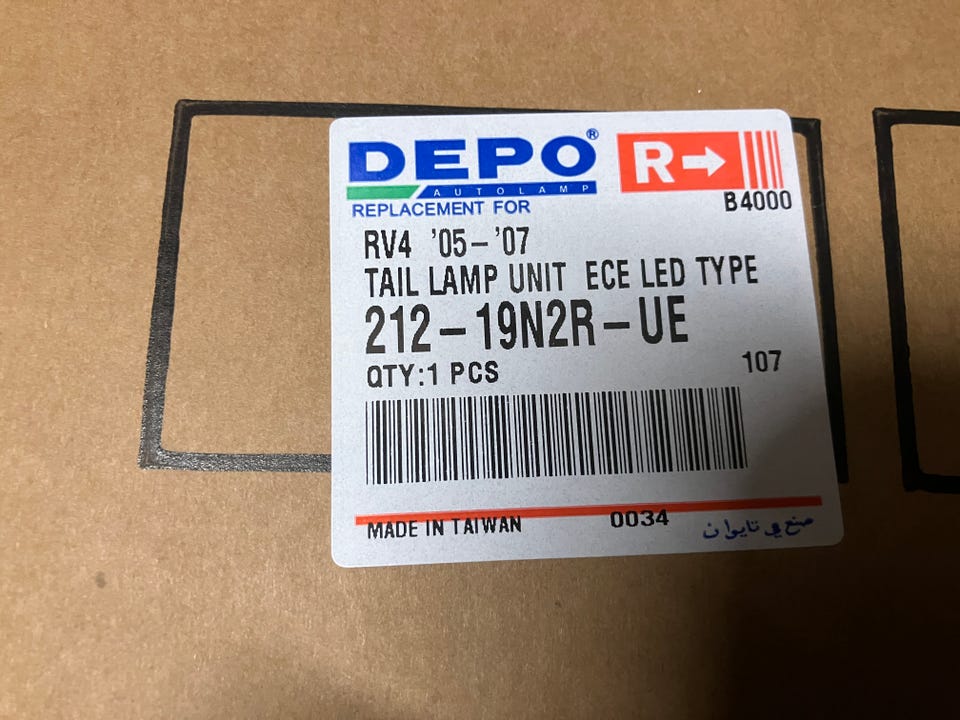 DEPO®
AUTOLAMP
R→
REPLACEMENT FOR
B4000
RV4 '05-'07
TAIL LAMP UNIT ECE LED TYPE
212-19N2R-UE
QTY:1 PCS
107
MADE IN TAIWAN
0034
صنع في تايوان